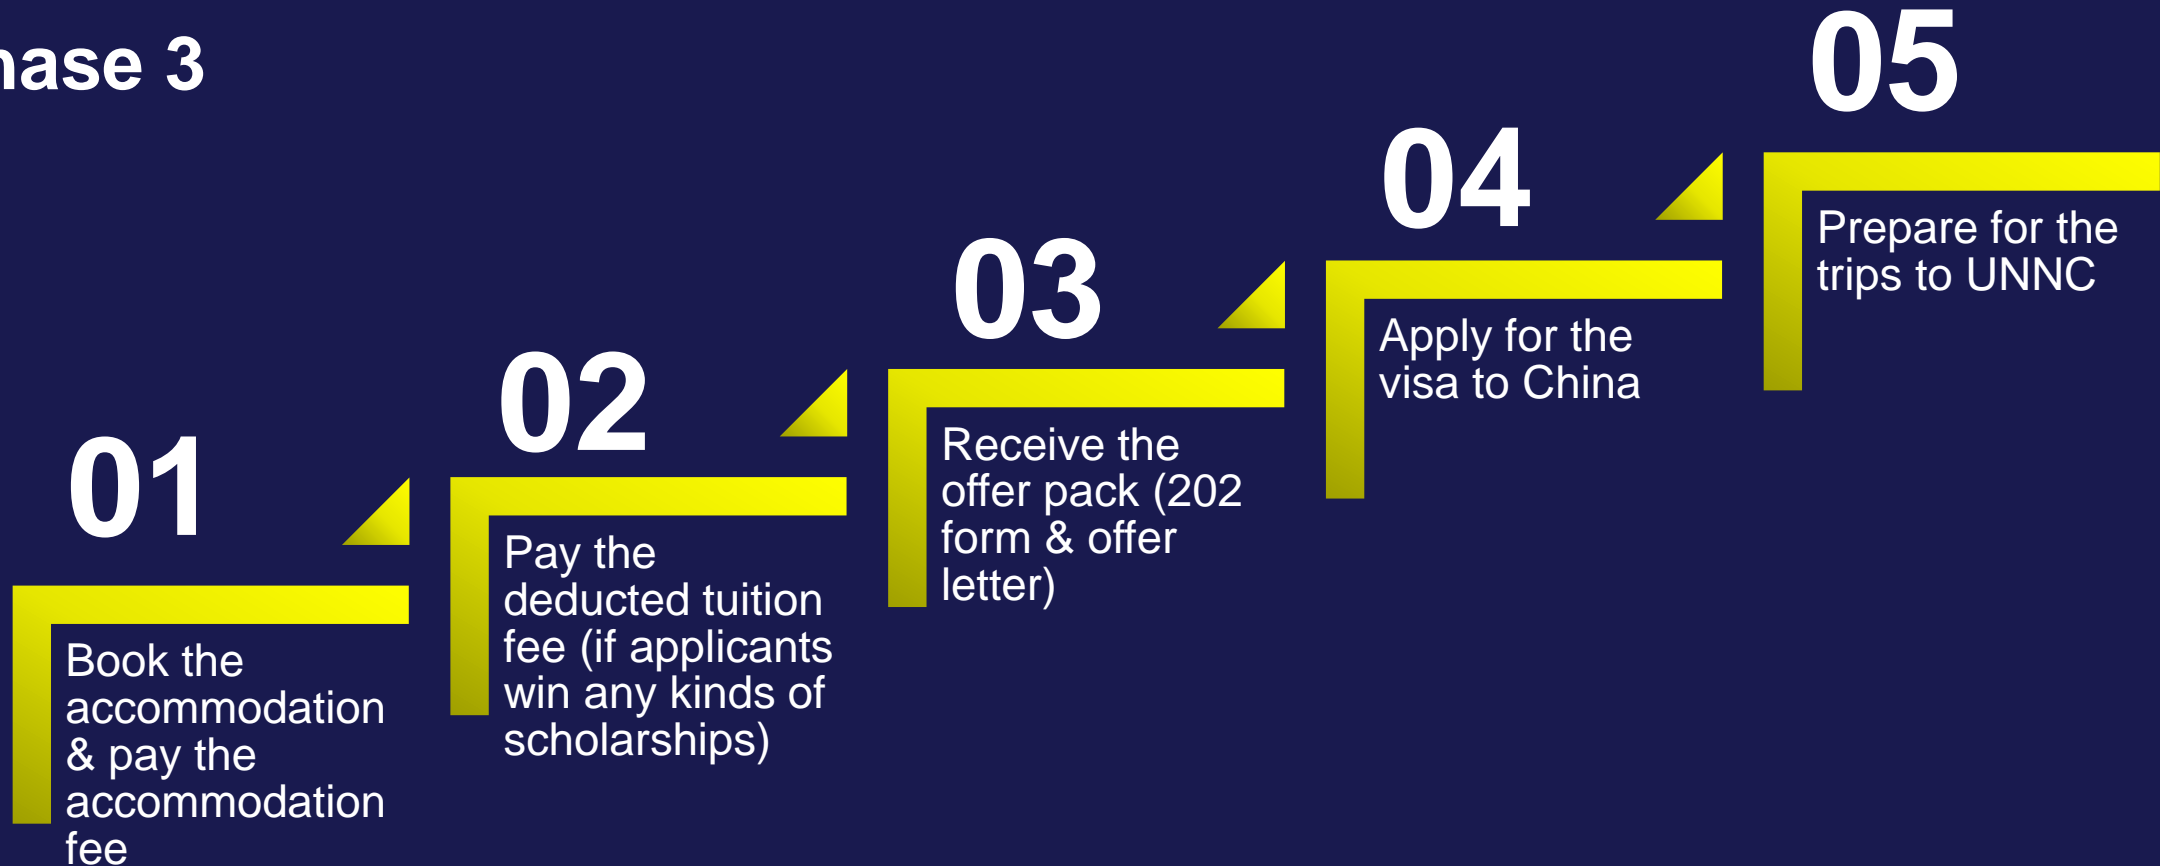 hase 3
01
Book the
accommodation
& pay the
accommodation
fee
02
Pay the
deducted tuition
fee (if applicants
win any kinds of
scholarships)
03
Receive the
offer pack (202
form & offer
letter)
04
Apply for the
visa to China
05
Prepare for the
trips to UNNC